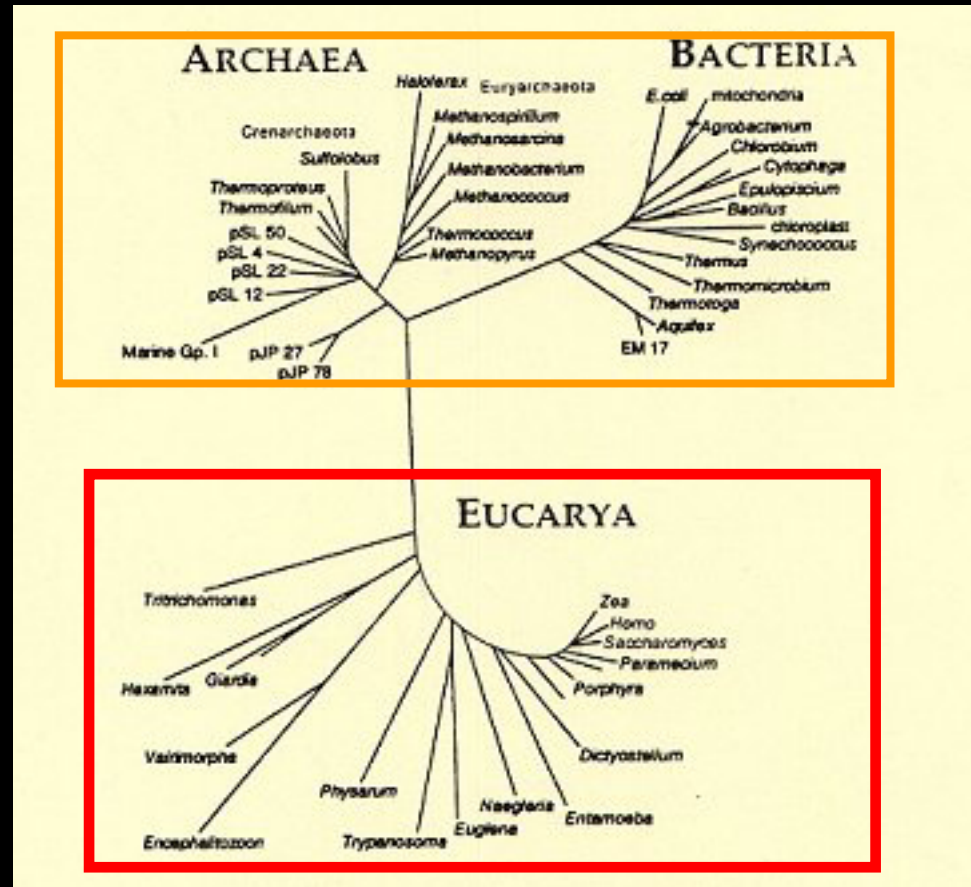 ARCHAEA
BACTERIA
Haloferax
Euryarchaeota
Crenarchaeota
Methanospirillum
Methanosarcina
Sulfolobus
Methanobacterium
Thermoproteus
Methanococcus
Thermofilum
pSL 50
Thermococcus
pSL 4
Methanopyrus
pSL 22
pSL 12
Marine Gp. I
pJP 27
pJP 78
E.coli
mitochondria
Agrobacterium
Chlorobium
Cytophaga
Epulopiscium
Bacillus
chloroplast
Synechococcus
Thermus
Thermomicrobium
Thermotoga
Aquifex
EM 17
EUCARYA
Tritrichomonas
Zea
Homo
Saccharomyces
Paramecium
Hexamita
Giardia
Porphyra
Vairimorpha
Dictyostelium
Physarum
Naegleria
Entamoeba
Encephalitozoon
Trypanosoma
Euglena